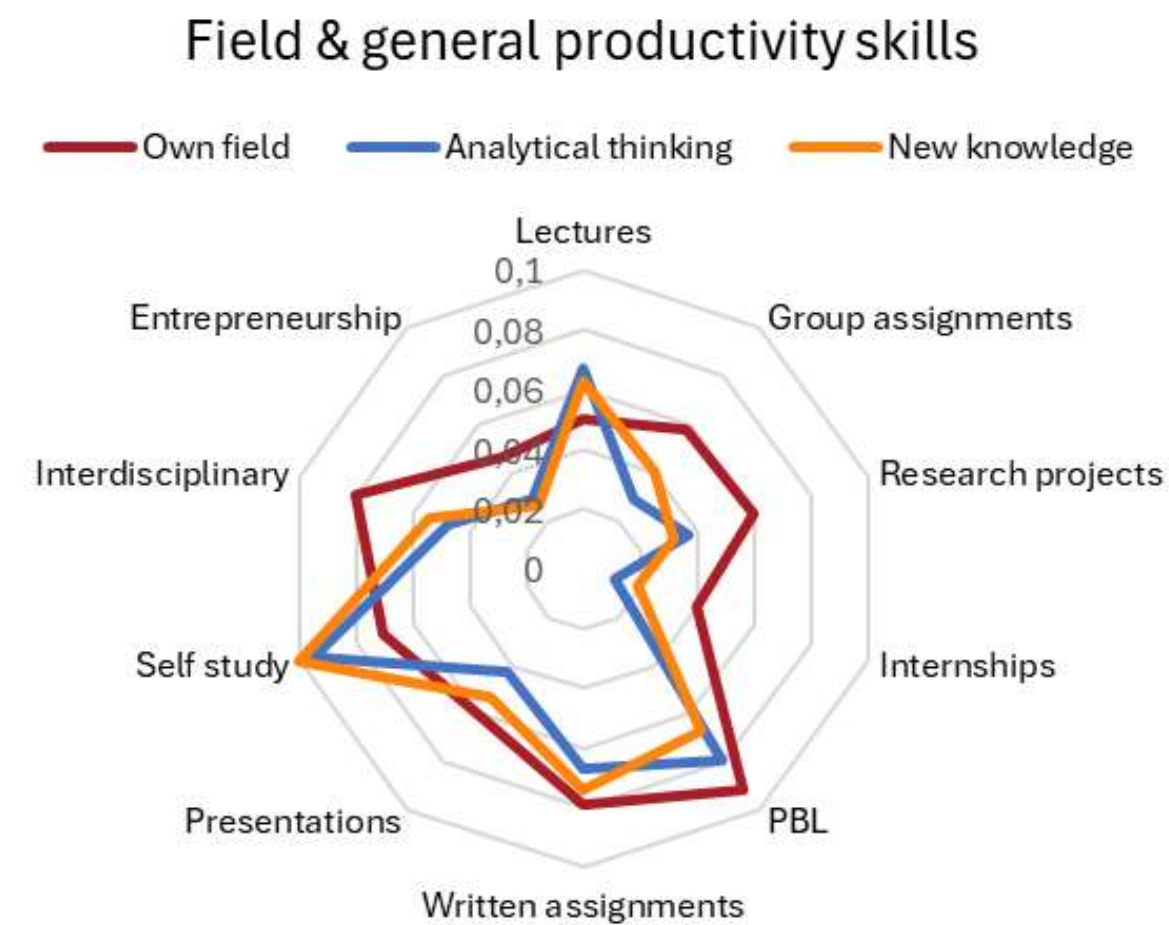 Field & general productivity skills
Own field Analytical thinking New knowledge
Lectures
0,1
Entrepreneurship Group assignments
0,08
0,06
0,04
Interdisciplinary Research projects
0,02
0
Self study Internships
Presentations PBL
Written assignments